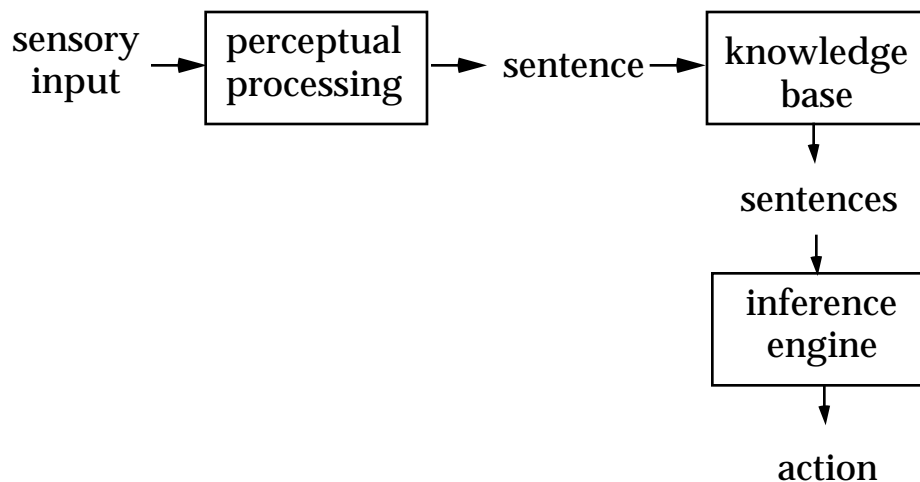 sensory
input
perceptual
processing
sentence
knowledge
base
sentences
inference
engine
action